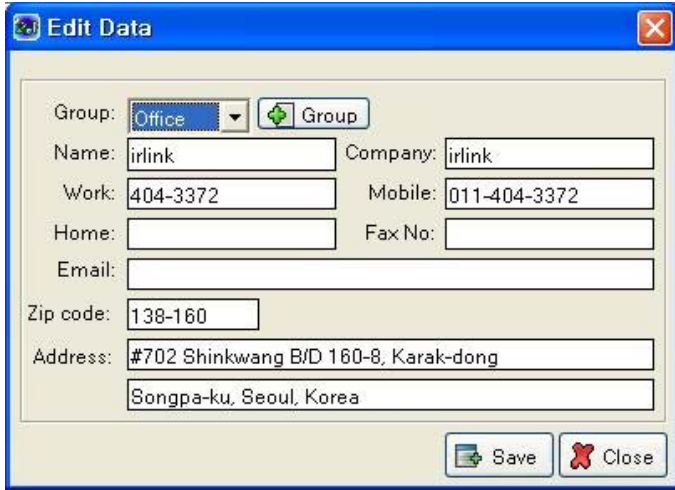 Edit Data
Group: Office Group
Name: irlink Company: irlink
Work: 404-3372 Mobile: 011-404-3372
Home: Fax No:
Email:
Zip code: 138-160
Address: #702 Shinkwang B/D 160-8, Karak-dong
Songpa-ku, Seoul, Korea
Save Close